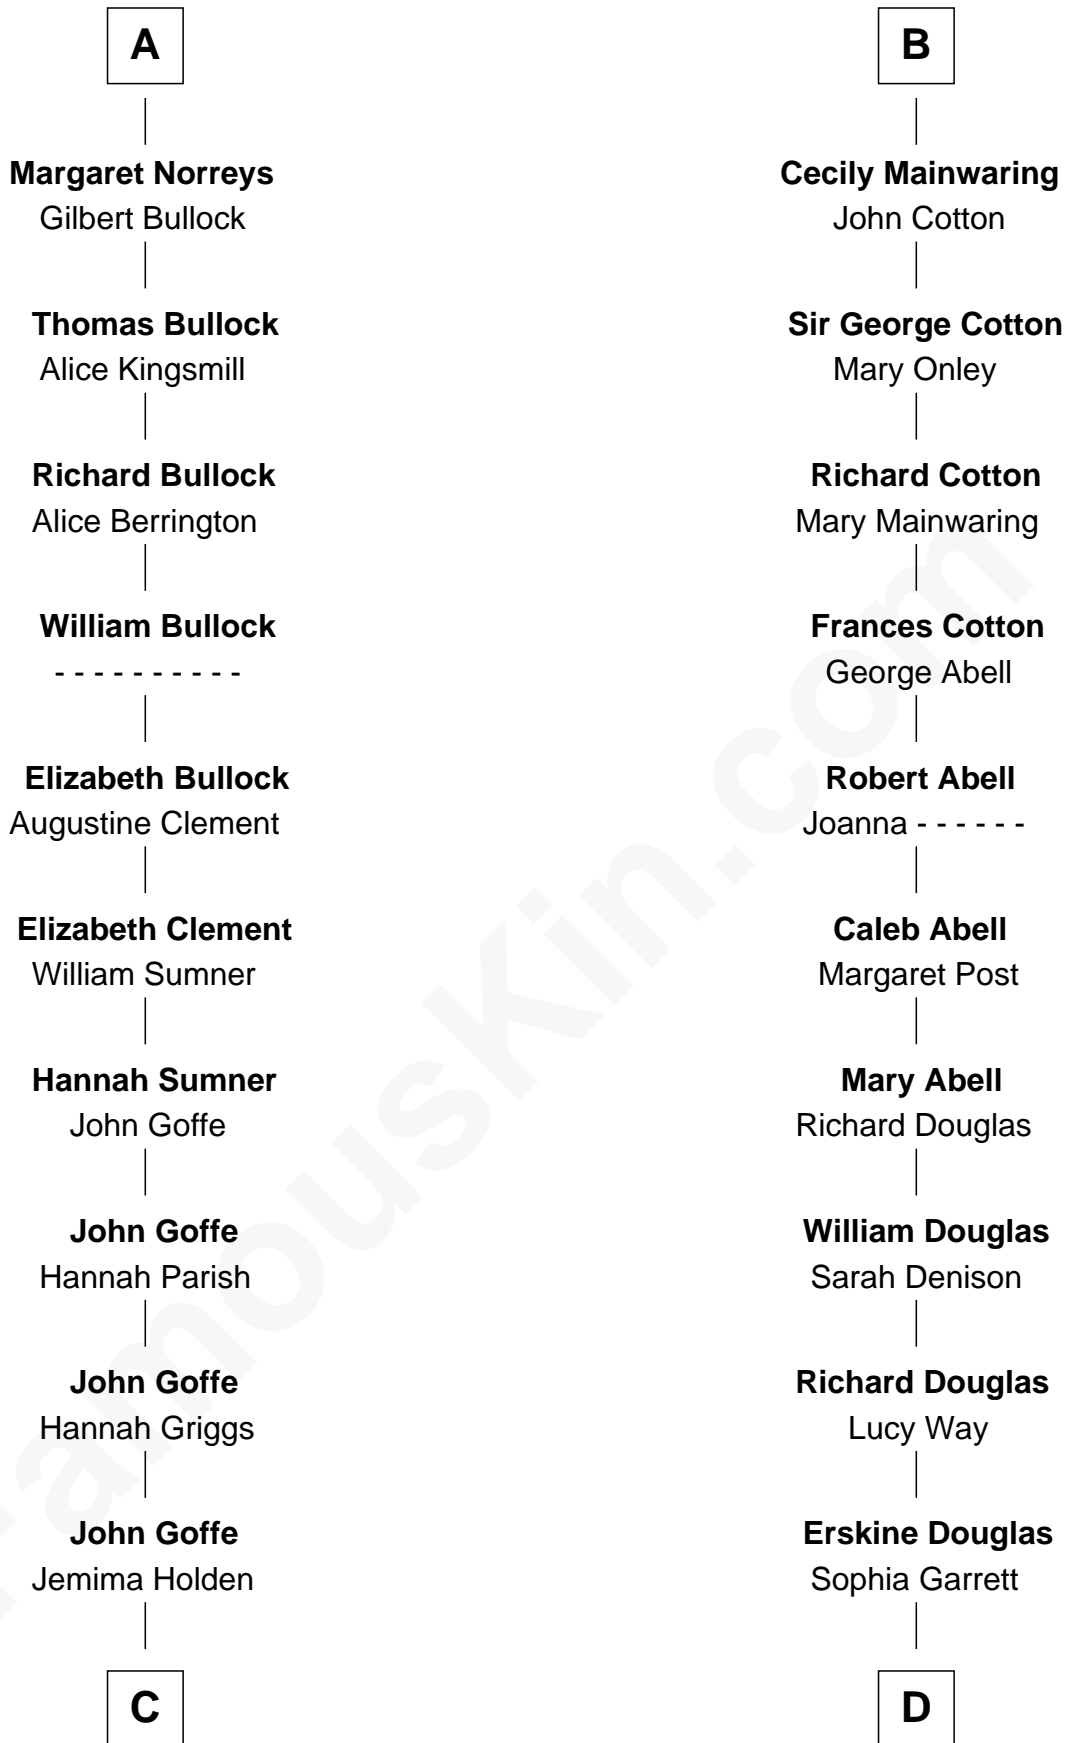 A
Margaret Norreys
Gilbert Bullock
Thomas Bullock
Alice Kingsmill
Richard Bullock
Alice Berrington
William Bullock
- - - - - - - - - -
Elizabeth Bullock
Augustine Clement
Elizabeth Clement
William Sumner
Hannah Sumner
John Goffe
John Goffe
Hannah Parish
John Goffe
Hannah Griggs
John Goffe
Jemima Holden
C
B
Cecily Mainwaring
John Cotton
Sir George Cotton
Mary Onley
Richard Cotton
Mary Mainwaring
Frances Cotton
George Abell
Robert Abell
Joanna - - - - - -
Caleb Abell
Margaret Post
Mary Abell
Richard Douglas
William Douglas
Sarah Denison
Richard Douglas
Lucy Way
Erskine Douglas
Sophia Garrett
D
FamousKin.com